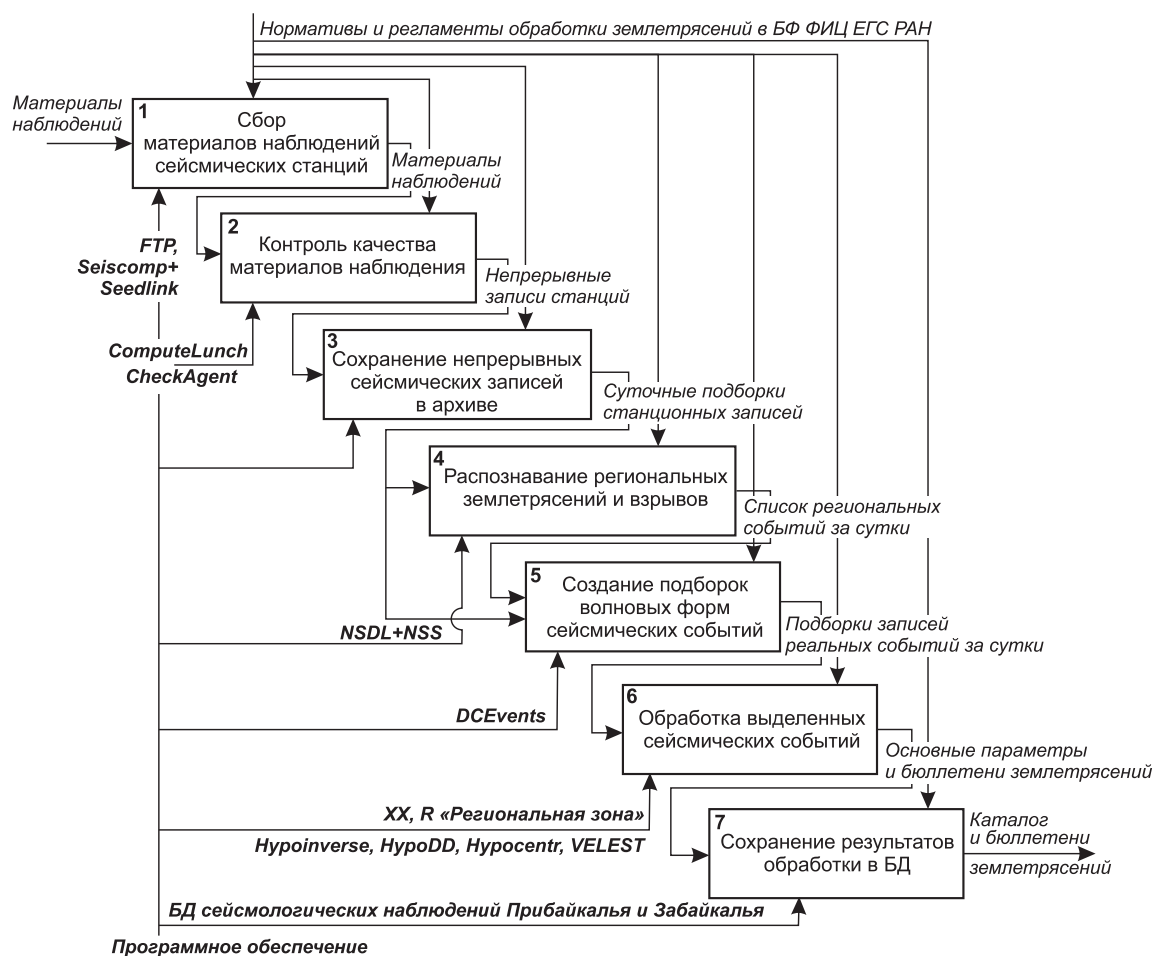 Нормативы и регламенты обработки землетрясений в БФ ФИЦ ЕГС РАН
Материалы
наблюдений
1
Сбор
материалов наблюдений
сейсмических станций
Материалы
наблюдений
2
Контроль качества
материалов наблюдения
FTP,
Seiscomp+
Seedlink
Непрерывные
записи станций
3
Сохранение непрерывных
сейсмических записей
в архиве
ComputeLunch
CheckAgent
Суточные подборки
станционных записей
4
Распознавание региональных
землетрясений и взрывов
Список региональных
событий за сутки
5
Создание подборок
волновых форм
сейсмических событий
NSDL+NSS
Подборки записей
реальных событий за сутки
6
Обработка выделенных
сейсмических событий
DCEvents
Основные параметры
и бюллетени землетрясений
XX, R «Региональная зона»
Hypoinverse, HypoDD, Hypocentr, VELEST
7
Сохранение результатов
обработки в БД
Каталог
и бюллетени
землетрясений
БД сейсмологических наблюдений Прибайкалья и Забайкалья
Программное обеспечение